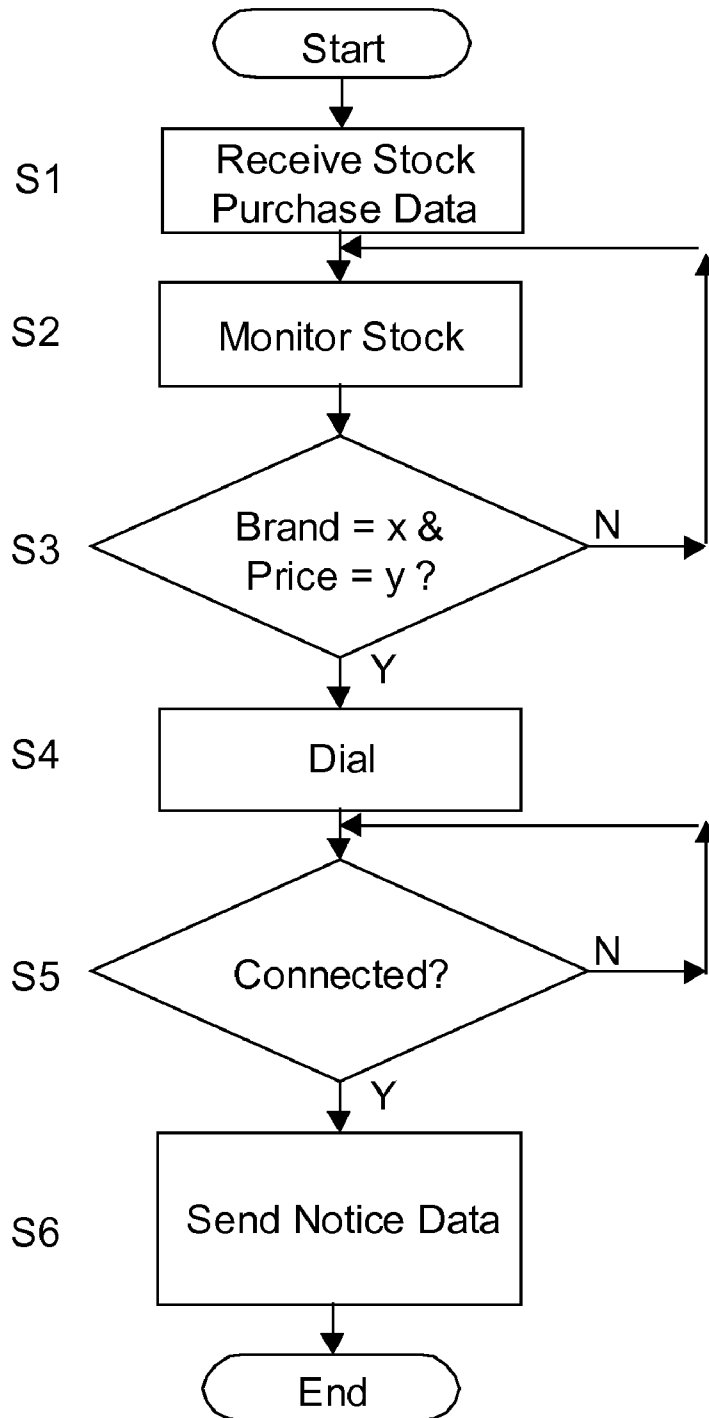 Start
S1
Receive Stock
Purchase Data
S2
Monitor Stock
S3
Brand = x &
Price = y ?
N
Y
S4
Dial
S5
Connected?
N
Y
S6
Send Notice Data
End